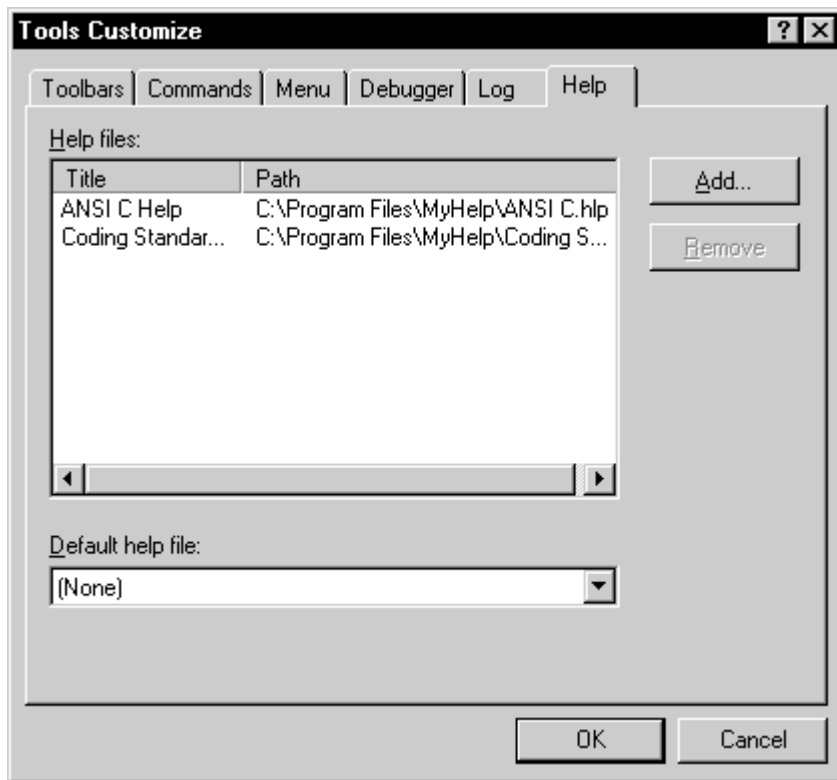 Tools Customize
Toolbars Commands Menu Debugger Log Help
Help files:
Title Path
ANSI C Help C:\Program Files\MyHelp\ANSI C.hlp
Coding Standar... C:\Program Files\MyHelp\Coding S...
Add...
Remove
Default help file:
(None)
OK Cancel